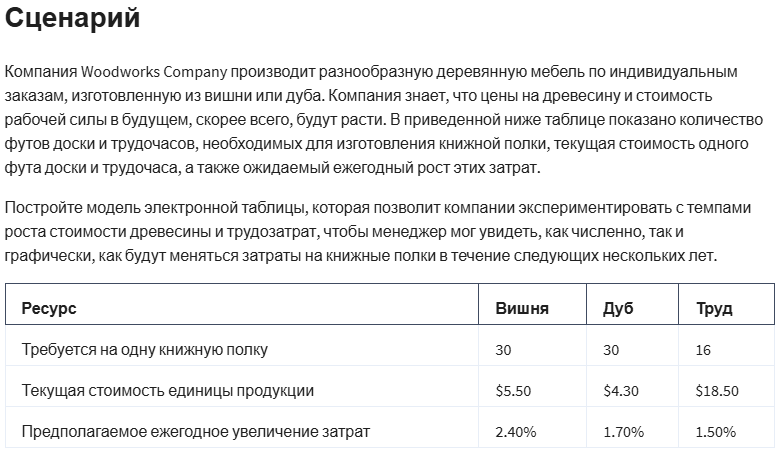 Сценарий
Компания Woodworks Company производит разнообразную деревянную мебель по индивидуальным
заказам, изготовленную из вишни или дуба. Компания знает, что цены на древесину и стоимость
рабочей силы в будущем, скорее всего, будут расти. В приведенной ниже таблице показано количество
футов доски и трудочасов, необходимых для изготовления книжной полки, текущая стоимость одного
фута доски и трудочаса, а также ожидаемый ежегодный рост этих затрат.
Постройте модель электронной таблицы, которая позволит компании экспериментировать с темпами
роста стоимости древесины и трудозатрат, чтобы менеджер мог увидеть, как численно, так и
графически, как будут меняться затраты на книжные полки в течение следующих нескольких лет.
Ресурс Вишня Дуб Труд
Требуется на одну книжную полку 30 30 16
Текущая стоимость единицы продукции $5.50 $4.30 $18.50
Предполагаемое ежегодное увеличение затрат 2.40% 1.70% 1.50%